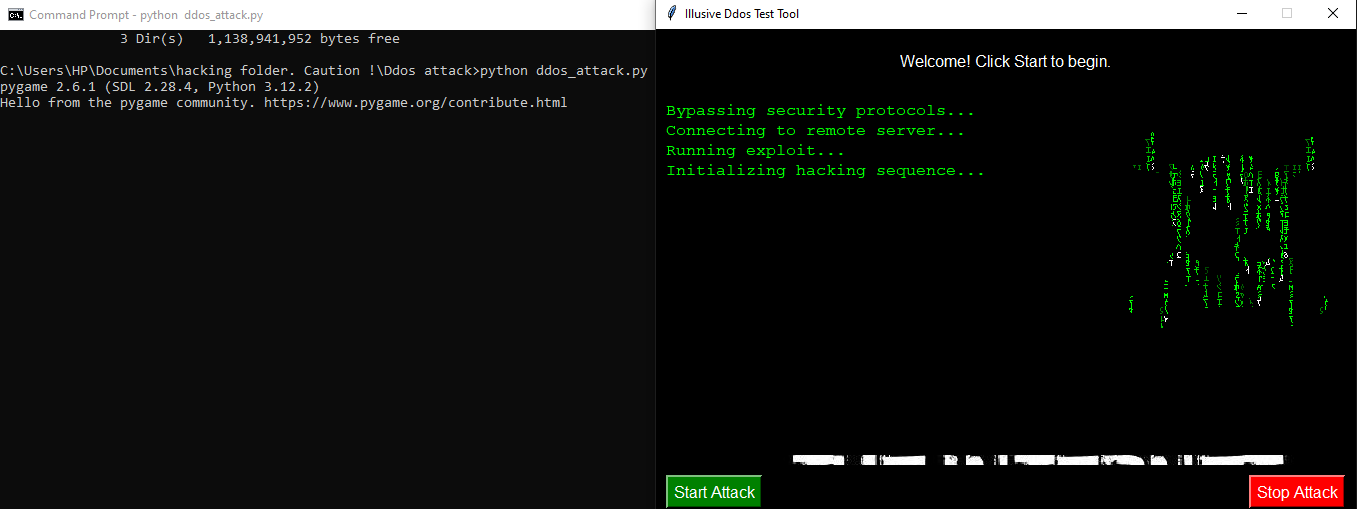 Command Prompt - python ddos_attack.py
3 Dir(s) 1,138,941,952 bytes free
C:\Users\HP\Documents\hacking folder. Caution !\Ddos attack>python ddos_attack.py
pygame 2.6.1 (SDL 2.28.4, Python 3.12.2)
Hello from the pygame community. https://www.pygame.org/contribute.html
Illusive Ddos Test Tool
Welcome! Click Start to begin.
Bypassing security protocols...
Connecting to remote server...
Running exploit...
Initializing hacking sequence...
Start Attack
Stop Attack